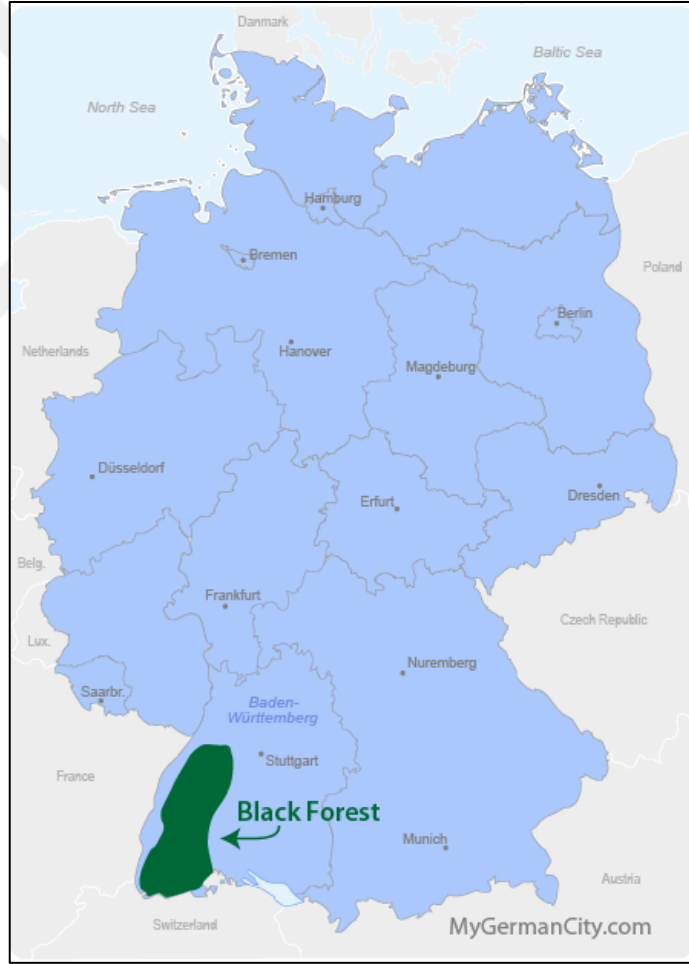 Denmark
Baltic Sea
North Sea
Hamburg
Bremen
Poland
Berlin
Netherlands
Hanover
Magdeburg
Düsseldorf
Dresden
Erfurt
Belg.
Frankfurt
Czech Republic
Lux.
Nuremberg
Saarbr.
Baden-
Württemberg
Stuttgart
France
Black Forest
Munich
Austria
Switzerland
MyGermanCity.com